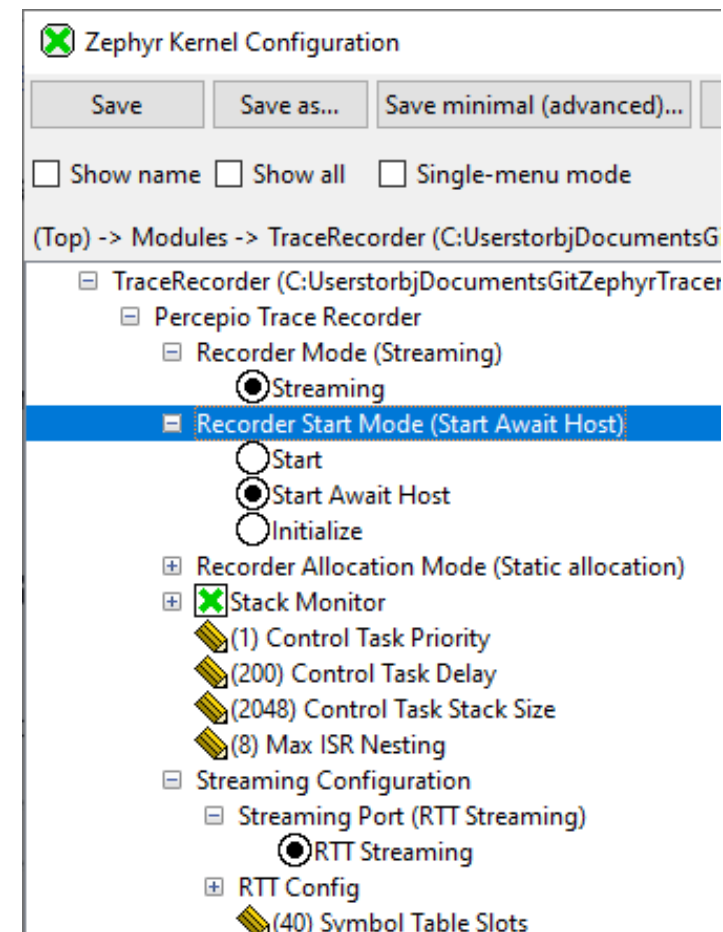 Zephyr Kernel Configuration
Save Save as... Save minimal (advanced)...
Show name Show all Single-menu mode
(Top) -> Modules -> TraceRecorder (C:UserstorbjDocumentsG
TraceRecorder (C:UserstorbjDocumentsGitZephyrTracer
Percepio Trace Recorder
Recorder Mode (Streaming)
Streaming
Recorder Start Mode (Start Await Host)
Start
Start Await Host
Initialize
Recorder Allocation Mode (Static allocation)
Stack Monitor
(1) Control Task Priority
(200) Control Task Delay
(2048) Control Task Stack Size
(8) Max ISR Nesting
Streaming Configuration
Streaming Port (RTT Streaming)
RTT Streaming
RTT Config
(40) Symbol Table Slots